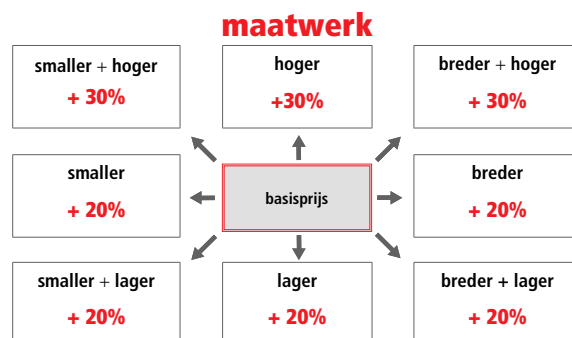 maatwerk
smaller + hoger
+ 30%
hoger
+30%
breder + hoger
+ 30%
smaller
+ 20%
basisprijs
breder
+ 20%
smaller + lager
+ 20%
lager
+ 20%
breder + lager
+ 20%